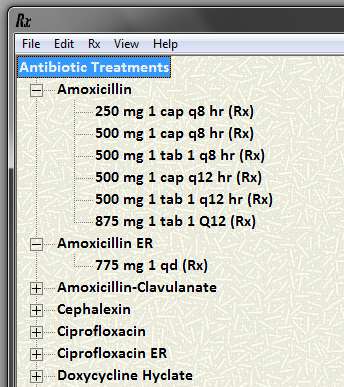 Rx
File Edit Rx View Help
Antibiotic Treatments
Amoxicillin
250 mg 1 cap q8 hr (Rx)
500 mg 1 cap q8 hr (Rx)
500 mg 1 tab 1 q8 hr (Rx)
500 mg 1 cap q12 hr (Rx)
500 mg 1 tab 1 q12 hr (Rx)
875 mg 1 tab 1 Q12 (Rx)
Amoxicillin ER
775 mg 1 qd (Rx)
Amoxicillin-Clavulanate
Cephalexin
Ciprofloxacin
Ciprofloxacin ER
Doxycycline Hyclate